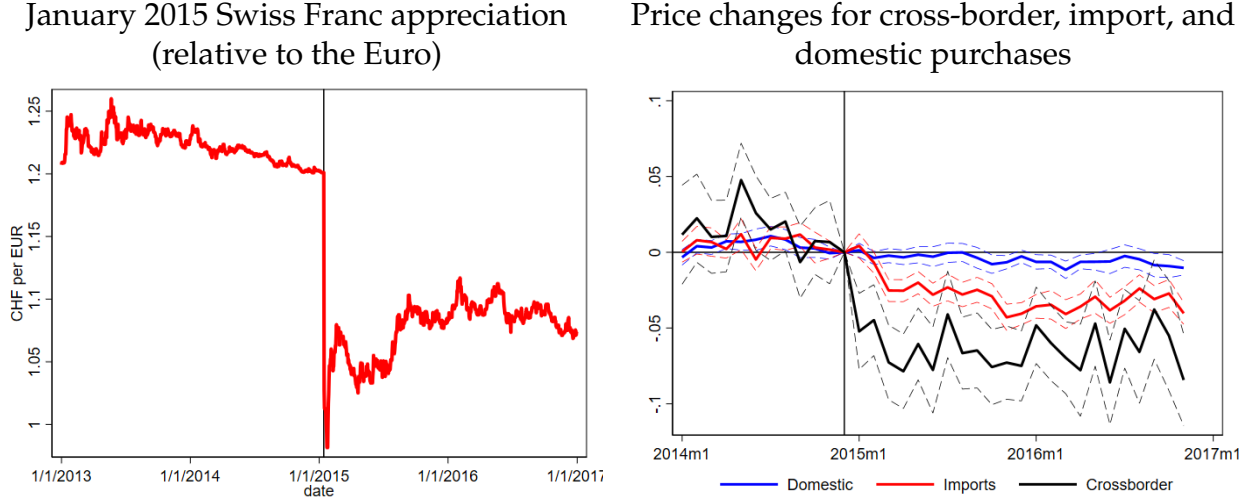 January 2015 Swiss Franc appreciation
(relative to the Euro)
CHF per EUR
1.25
1.2
1.15
1.1
1.05
1
1/1/2013
1/1/2014
1/1/2015
1/1/2016
1/1/2017
date
Price changes for cross-border, import, and
domestic purchases
.1
.05
0
-.05
-.1
2014m1
2015m1
2016m1
2017m1
Domestic
Imports
Crossborder